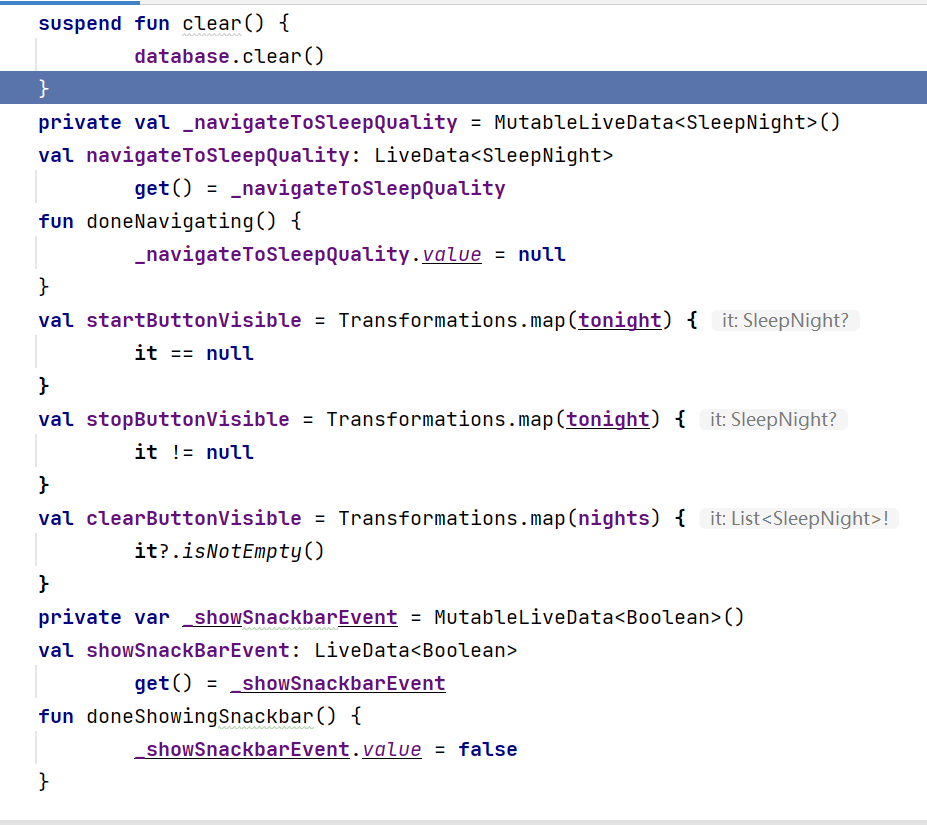 suspend fun clear() {
        database.clear()
}
private val _navigateToSleepQuality = MutableLiveData<SleepNight>()
val navigateToSleepQuality: LiveData<SleepNight>
        get() = _navigateToSleepQuality
fun doneNavigating() {
        _navigateToSleepQuality.value = null
}
val startButtonVisible = Transformations.map(tonight) { it: SleepNight?
        it == null
}
val stopButtonVisible = Transformations.map(tonight) { it: SleepNight?
        it != null
}
val clearButtonVisible = Transformations.map(nights) { it: List<SleepNight>!
        it?.isNotEmpty()
}
private var _showSnackbarEvent = MutableLiveData<Boolean>()
val showSnackBarEvent: LiveData<Boolean>
        get() = _showSnackbarEvent
fun doneShowingSnackbar() {
        _showSnackbarEvent.value = false
}